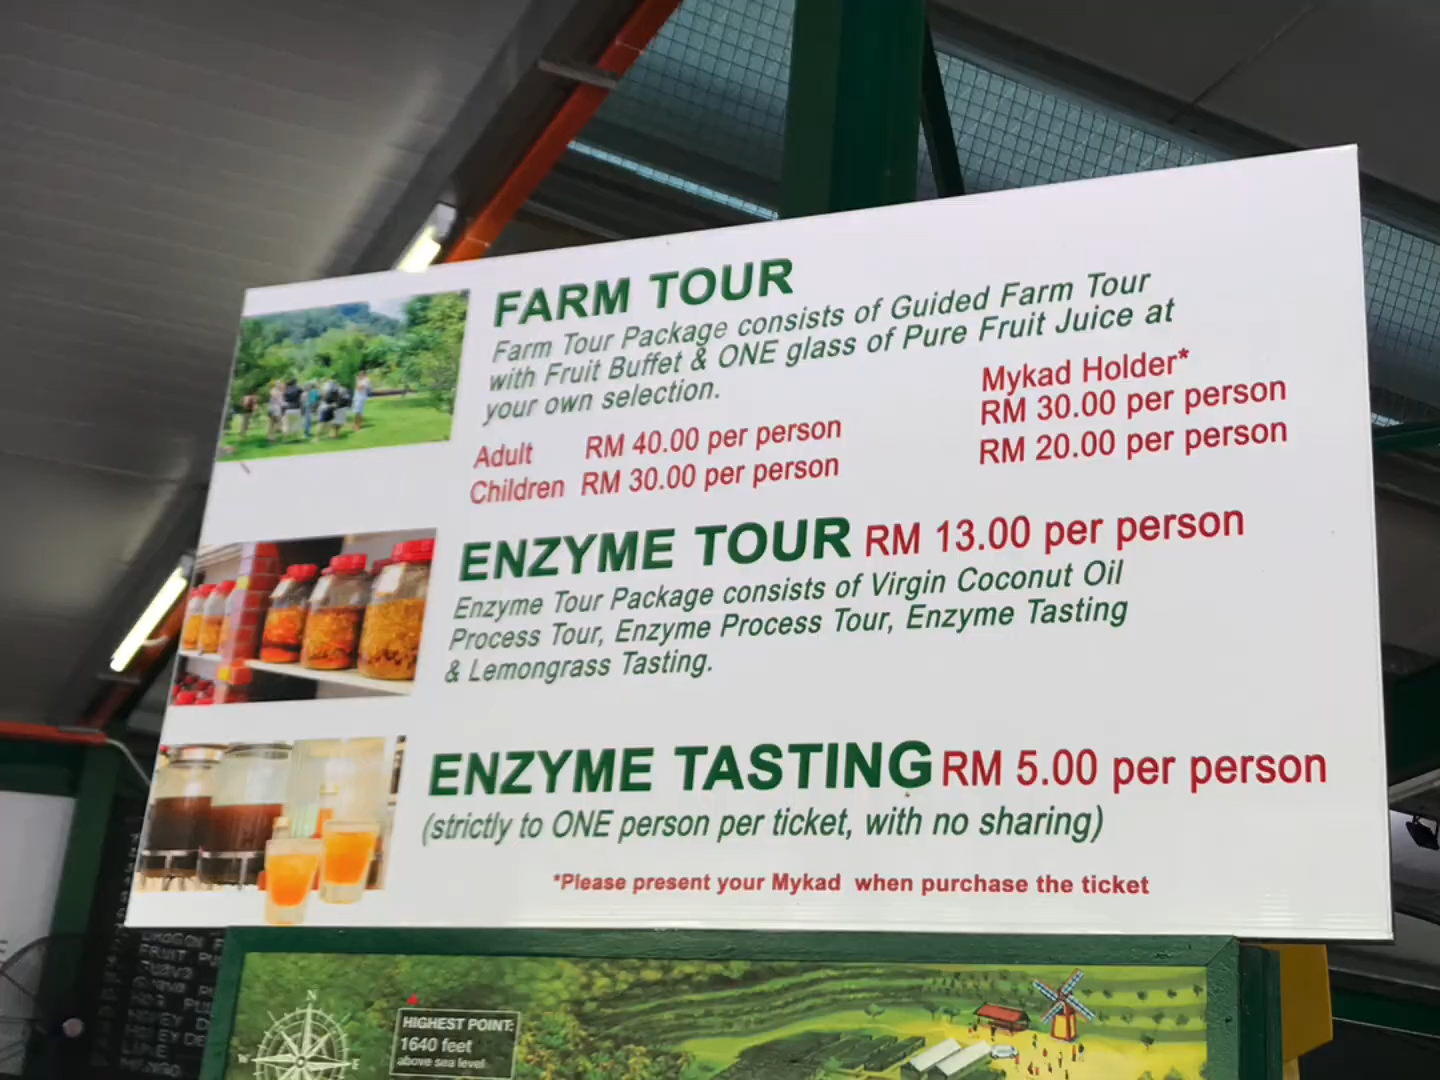 FARM TOUR
Farm Tour Package consists of Guided Farm Tour
with Fruit Buffet & ONE glass of Pure Fruit Juice at
your own selection.
Mykad Holder*
Adult RM 40.00 per person RM 30.00 per person
Children RM 30.00 per person RM 20.00 per person
ENZYME TOUR RM 13.00 per person
Enzyme Tour Package consists of Virgin Coconut Oil
Process Tour, Enzyme Process Tour, Enzyme Tasting
& Lemongrass Tasting.
ENZYME TASTING RM 5.00 per person
(strictly to ONE person per ticket, with no sharing)
*Please present your Mykad when purchase the ticket
N
W
E
HIGHEST POINT:
1640 feet
above sea level
FRUIT
Guava
MANGO